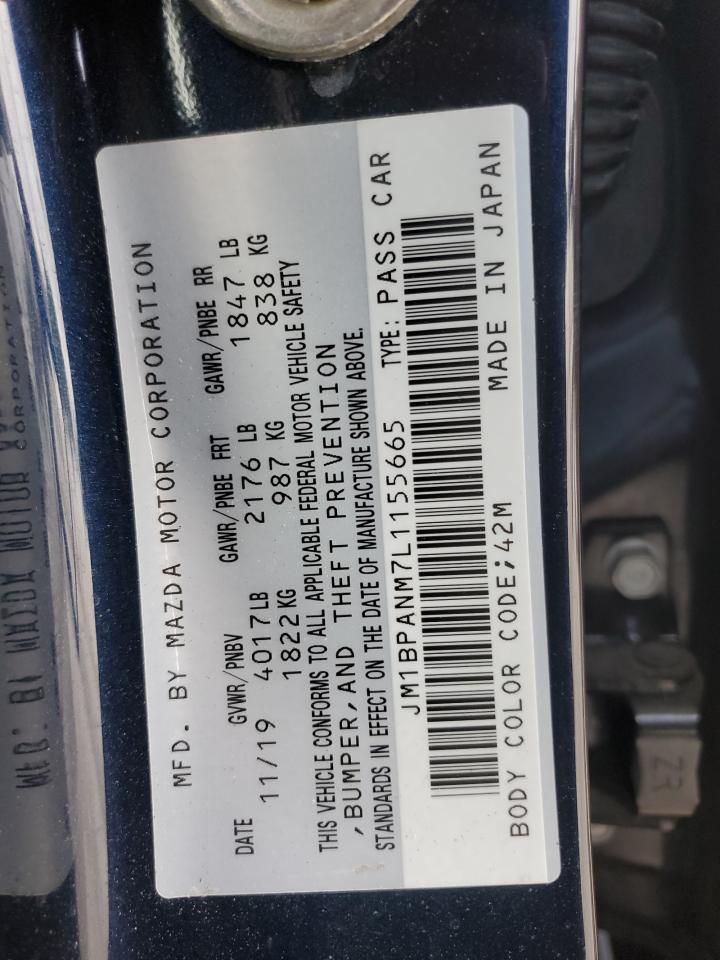 MFD. BY MAZDA MOTOR CORPORATION
DATE GVWR/PNBV GAWR/PNBE FRT GAWR/PNBE RR
11/19 4017LB 2176 LB 1847 LB
1822KG 987 KG 838 KG
THIS VEHICLE CONFORMS TO ALL APPLICABLE FEDERAL MOTOR VEHICLE SAFETY
,BUMPER,AND THEFT PREVENTION
STANDARDS IN EFFECT ON THE DATE OF MANUFACTURE SHOWN ABOVE.
JM1BPANM7L1155665 TYPE: PASS CAR
BODY COLOR CODE;42M MADE IN JAPAN
ZR